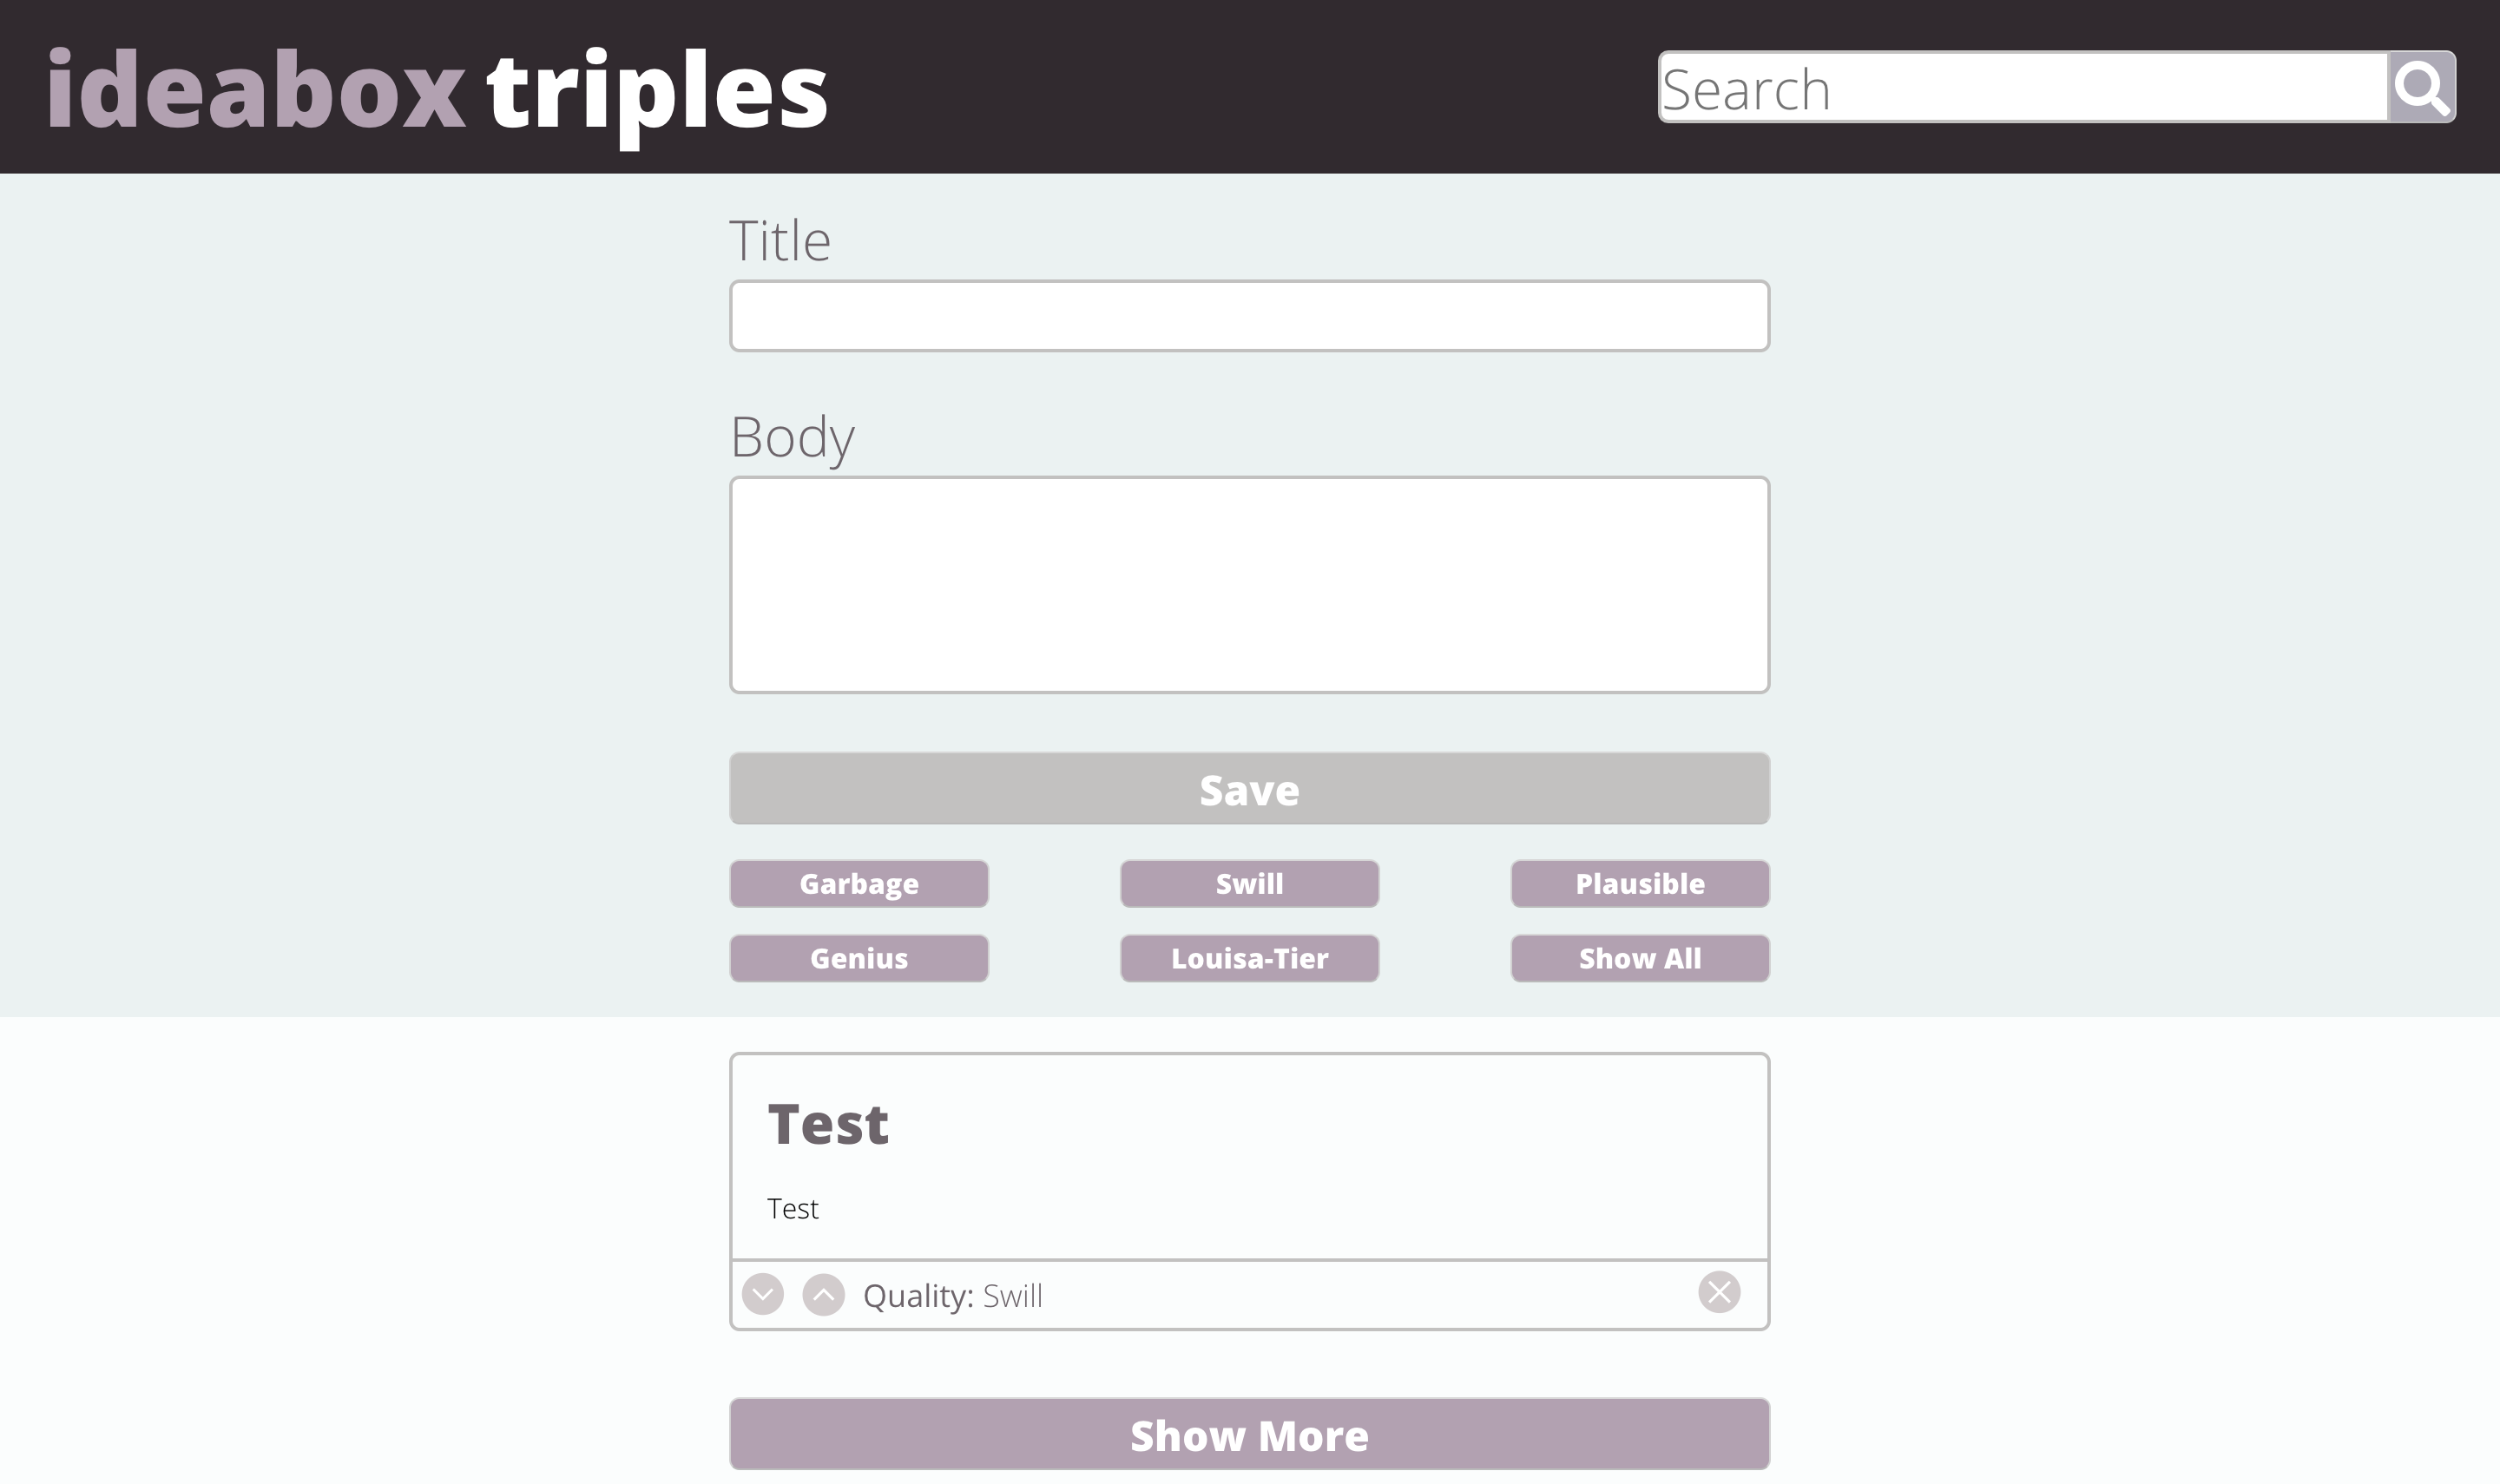 ideabox triples
Search
Title
Body
Save
Garbage
Swill
Plausible
Genius
Louisa-Tier
Show All
Test
Test
Quality: Swill
Show More